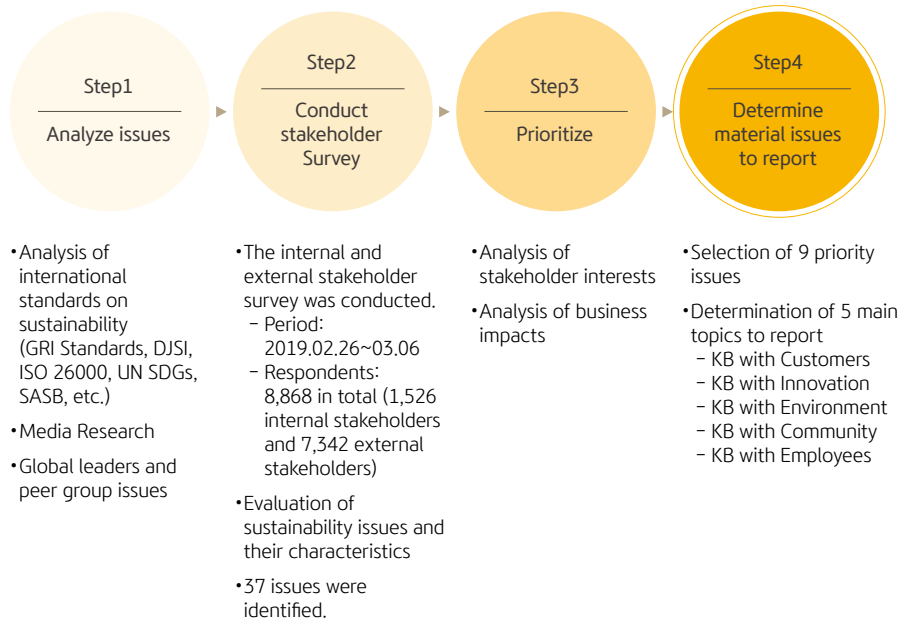 Step1
Analyze issues
Step2
Conduct
stakeholder
Survey
Step3
Prioritize
Step4
Determine
material issues
to report
•Analysis of
international
standards on
sustainability
(GRI Standards, DJSI,
ISO 26000, UN SDGs,
SASB, etc.)
•Media Research
•Global leaders and
peer group issues
•The internal and
external stakeholder
survey was conducted.
– Period:
2019.02.26~03.06
– Respondents:
8,868 in total (1,526
internal stakeholders
and 7,342 external
stakeholders)
•Evaluation of
sustainability issues and
their characteristics
•37 issues were
identified.
•Analysis of
stakeholder interests
•Analysis of business
impacts
•Selection of 9 priority
issues
•Determination of 5 main
topics to report
– KB with Customers
– KB with Innovation
– KB with Environment
– KB with Community
– KB with Employees